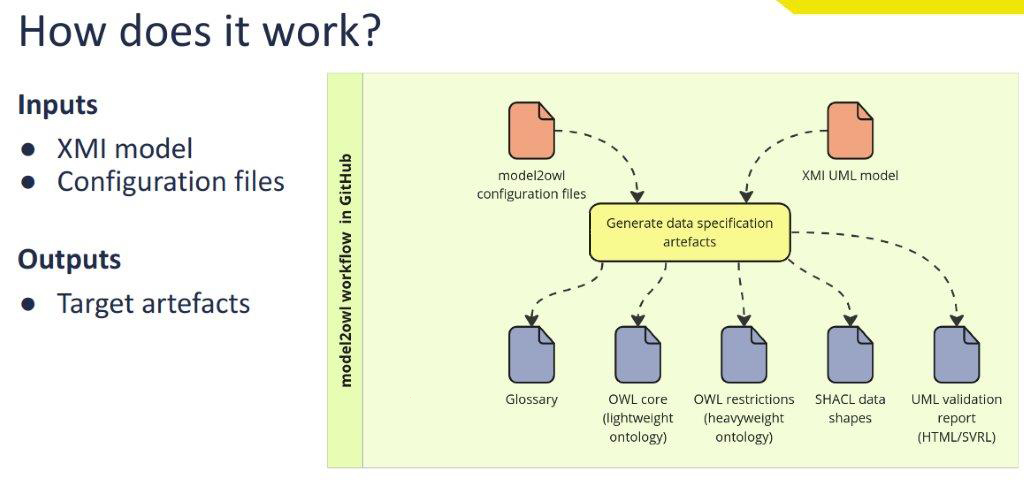 How does it work?
Inputs
● XMI model
● Configuration files
Outputs
● Target artefacts
model2owl workflow in GitHub
model2owl
configuration files
XMI UML model
Generate data specification
artefacts
Glossary
OWL core
(lightweight
ontology)
OWL restrictions
(heavyweight
ontology)
SHACL data
shapes
UML validation
report
(HTML/SVRL)